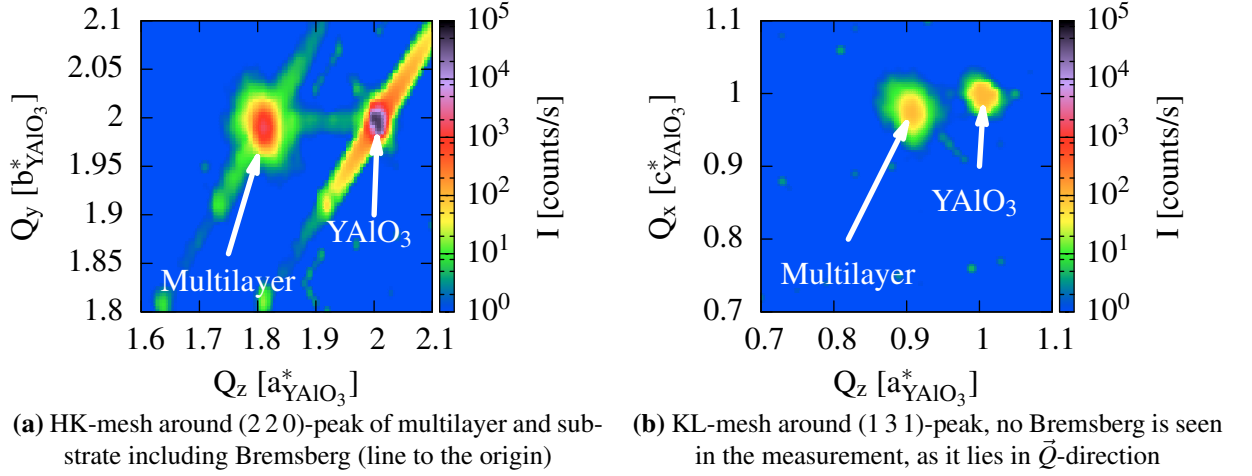 2.1
2.05
2
1.95
1.9
1.85
1.8
1.6 1.7 1.8 1.9 2 2.1
Q_y [b*_YAlO3]
Q_z [a*_YAlO3]
Multilayer
YAlO3
10^5
10^4
10^3
10^2
10^1
10^0
I [counts/s]
(a) HK-mesh around (2 2 0)-peak of multilayer and sub-
strate including Bremsberg (line to the origin)
1.1
1
0.9
0.8
0.7
0.7 0.8 0.9 1 1.1
Q_x [c*_YAlO3]
Q_z [a*_YAlO3]
Multilayer
YAlO3
10^5
10^4
10^3
10^2
10^1
10^0
I [counts/s]
(b) KL-mesh around (1 3 1)-peak, no Bremsberg is seen
in the measurement, as it lies in Q⃗-direction